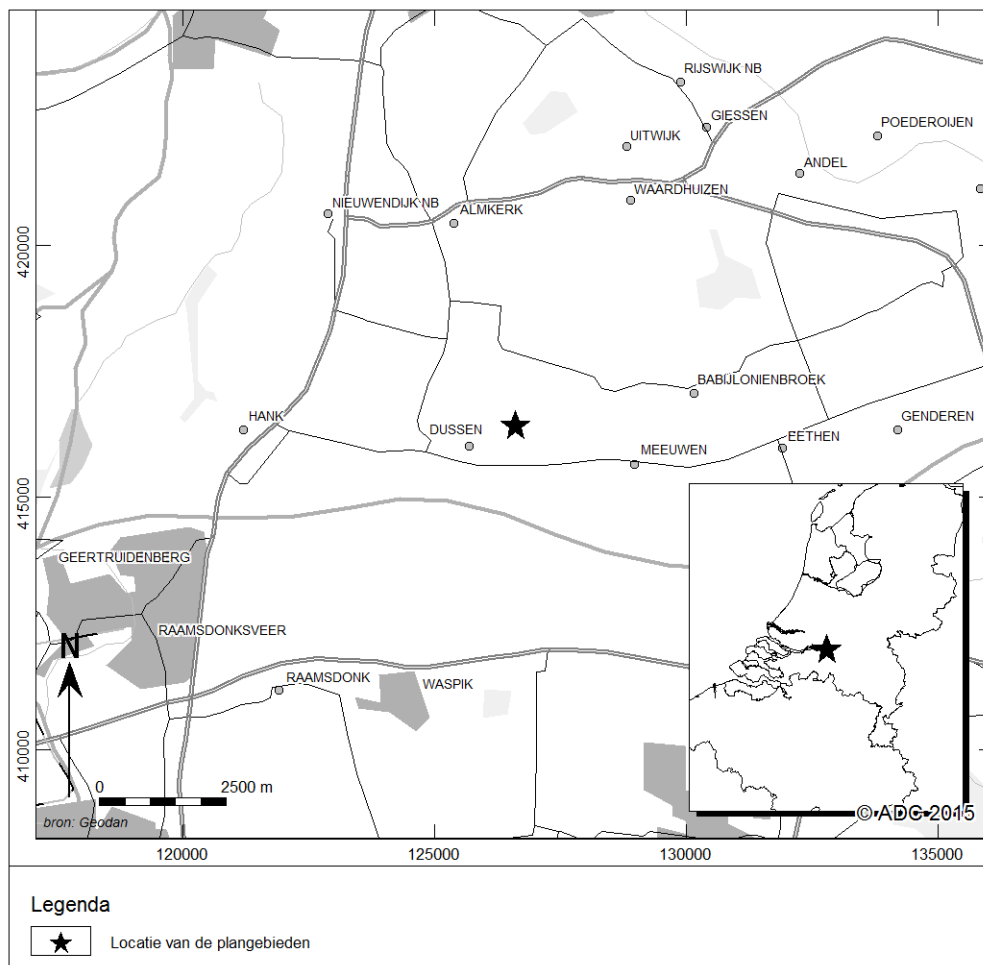 RIJSWIJK NB
GIESSEN
POEDEROIJEN
UITWIJK
ANDEL
WAARDHUIZEN
NIEUWENDIJK NB
ALMKERK
420000
BABIJLONIENBROEK
HANK
DUSSEN
GENDEREN
EETHEN
MEEUWEN
415000
GEERTRUIDENBERG
RAAMSDONKSVEER
N
RAAMSDONK
WASPIK
410000
0 2500 m
bron: Geodan
© ADC 2015
120000 125000 130000 135000
Legenda
Locatie van de plangebieden